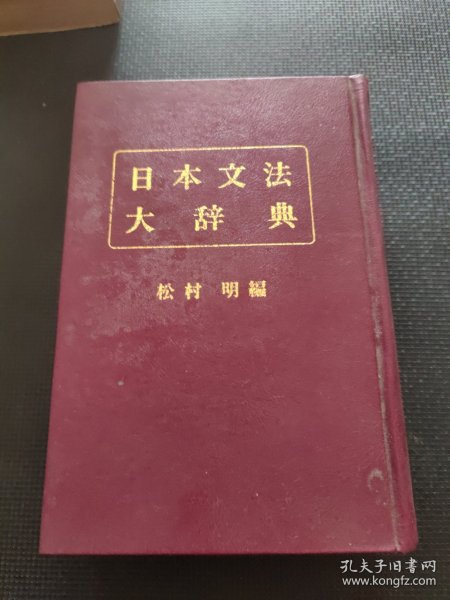 日本文法
大辞典
松村 明編
孔夫子旧书网
www.kongfz.com